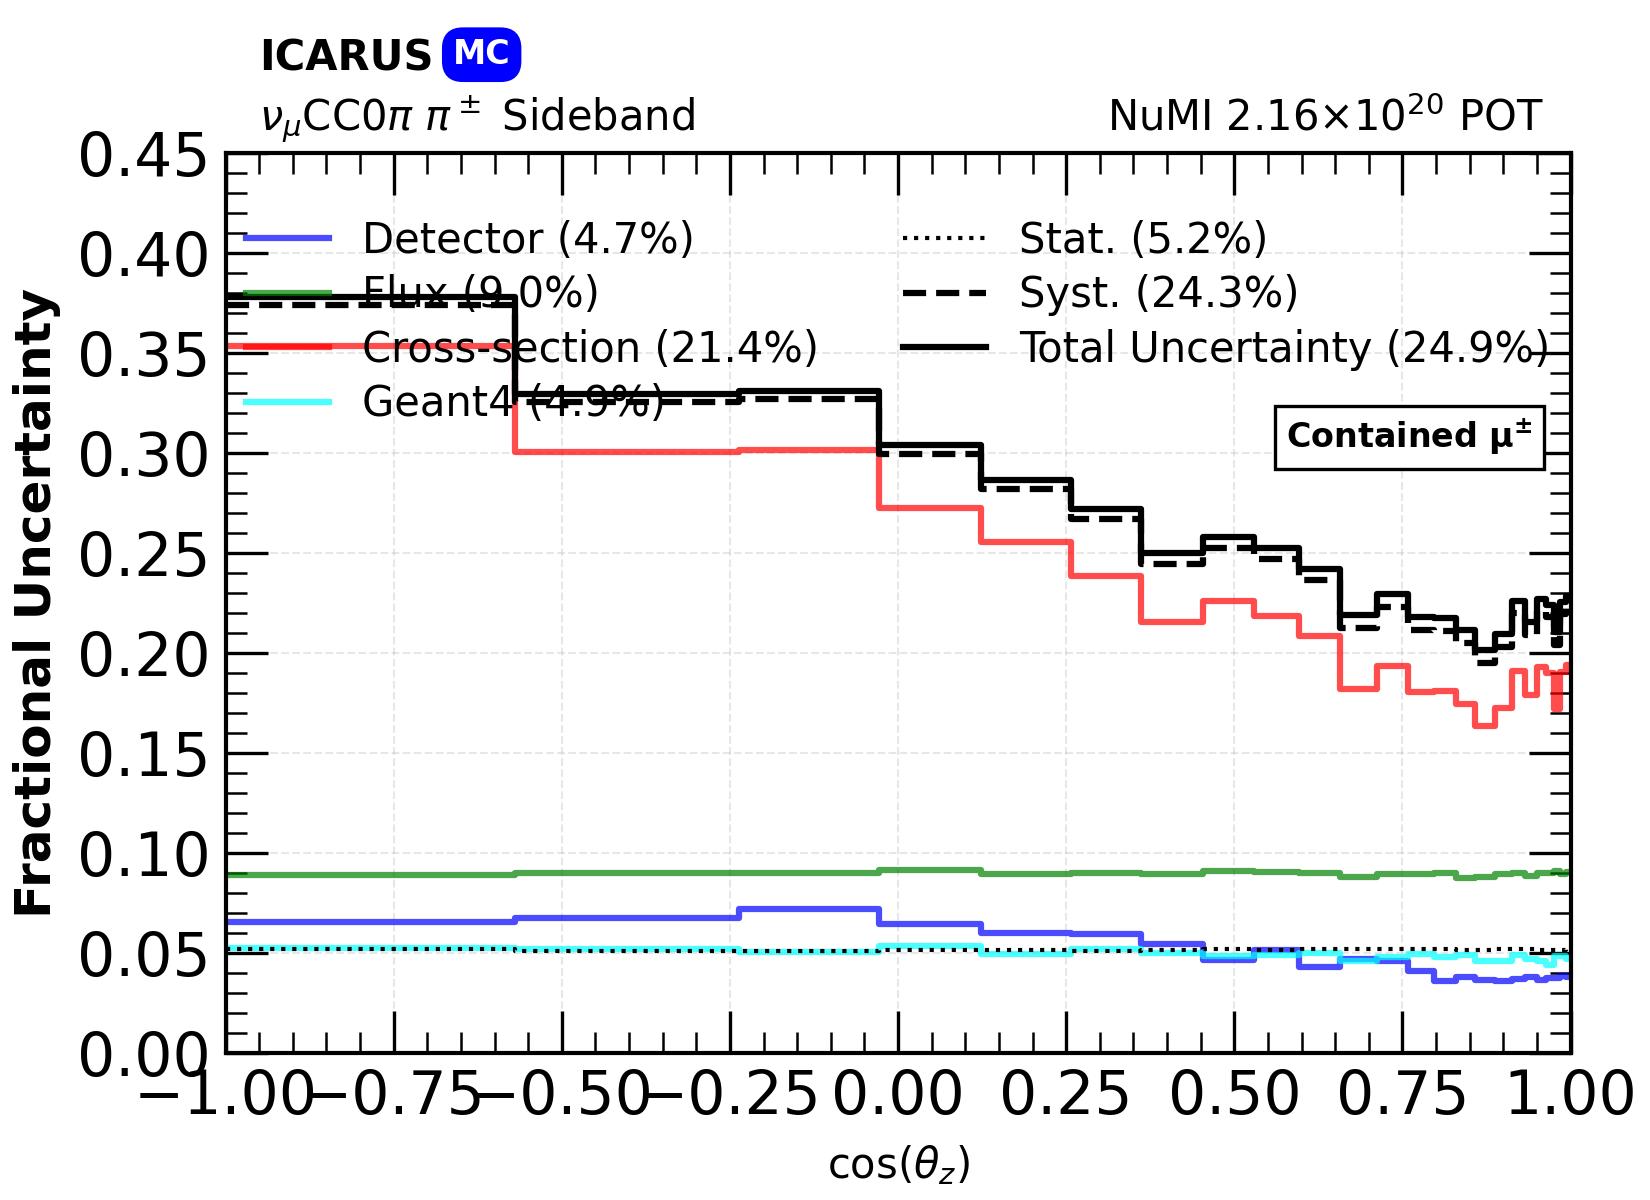 ICARUS MC
νμCC0π π± Sideband
NuMI 2.16×10²⁰ POT
0.45
0.40
0.35
0.30
0.25
0.20
0.15
0.10
0.05
0.00
Fractional Uncertainty
Detector (4.7%)
Flux (9.0%)
Cross-section (21.4%)
Geant4 (4.9%)
Stat. (5.2%)
Syst. (24.3%)
Total Uncertainty (24.9%)
Contained μ±
−1.00 −0.75 −0.50 −0.25 0.00 0.25 0.50 0.75 1.00
cos(θz)